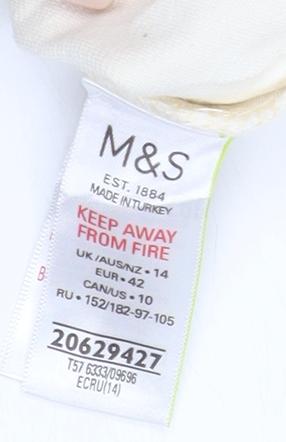 M&S
EST. 1884
MADE IN TURKEY
KEEP AWAY
FROM FIRE
UK/AUS/NZ • 14
EUR • 42
CAN/US • 10
RU • 152/182-97-105
20629427
T57 6333/09696
ECRU(14)